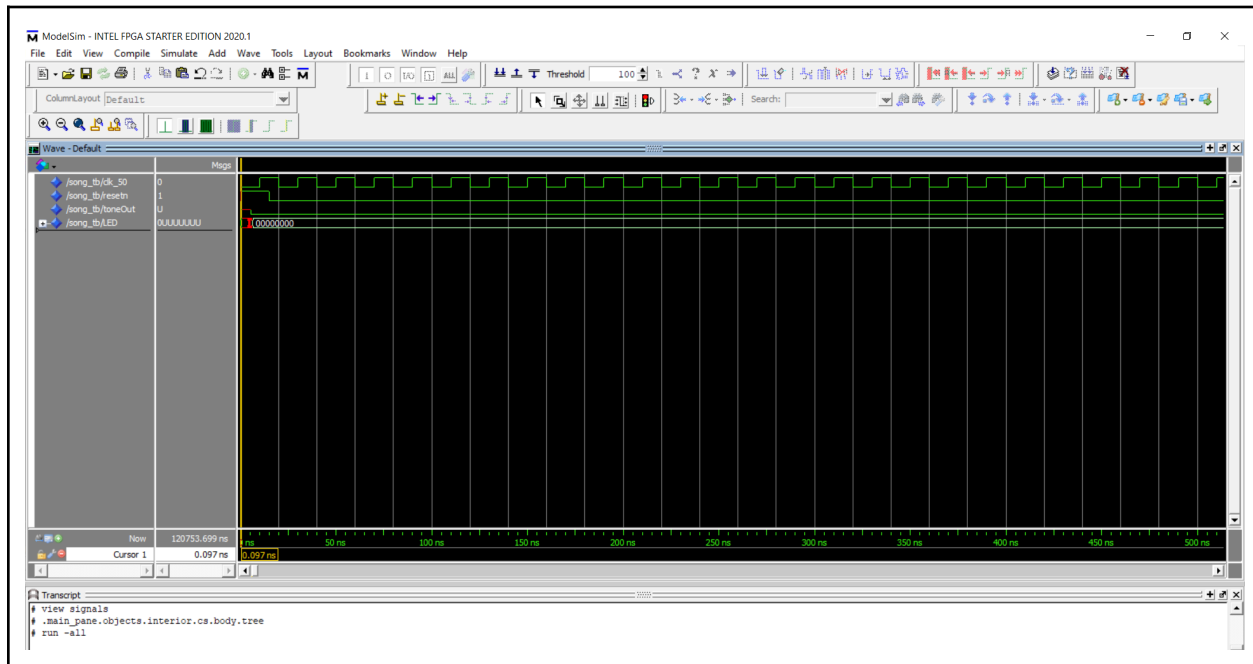 ModelSim - INTEL FPGA STARTER EDITION 2020.1
File Edit View Compile Simulate Add Wave Tools Layout Bookmarks Window Help
Threshold 100
ALL
ColumnLayout Default
Search:
Wave - Default
Msgs
/song_tb/clk_50 0
/song_tb/resetn 1
/song_tb/toneOut U
/song_tb/LED 0UUUUUUU 00000000
Now 120753.699 ns ns 50 ns 100 ns 150 ns 200 ns 250 ns 300 ns 350 ns 400 ns 450 ns 500 ns
Cursor 1 0.097 ns 0.097 ns
Transcript
# view signals
# .main_pane.objects.interior.cs.body.tree
# run -all